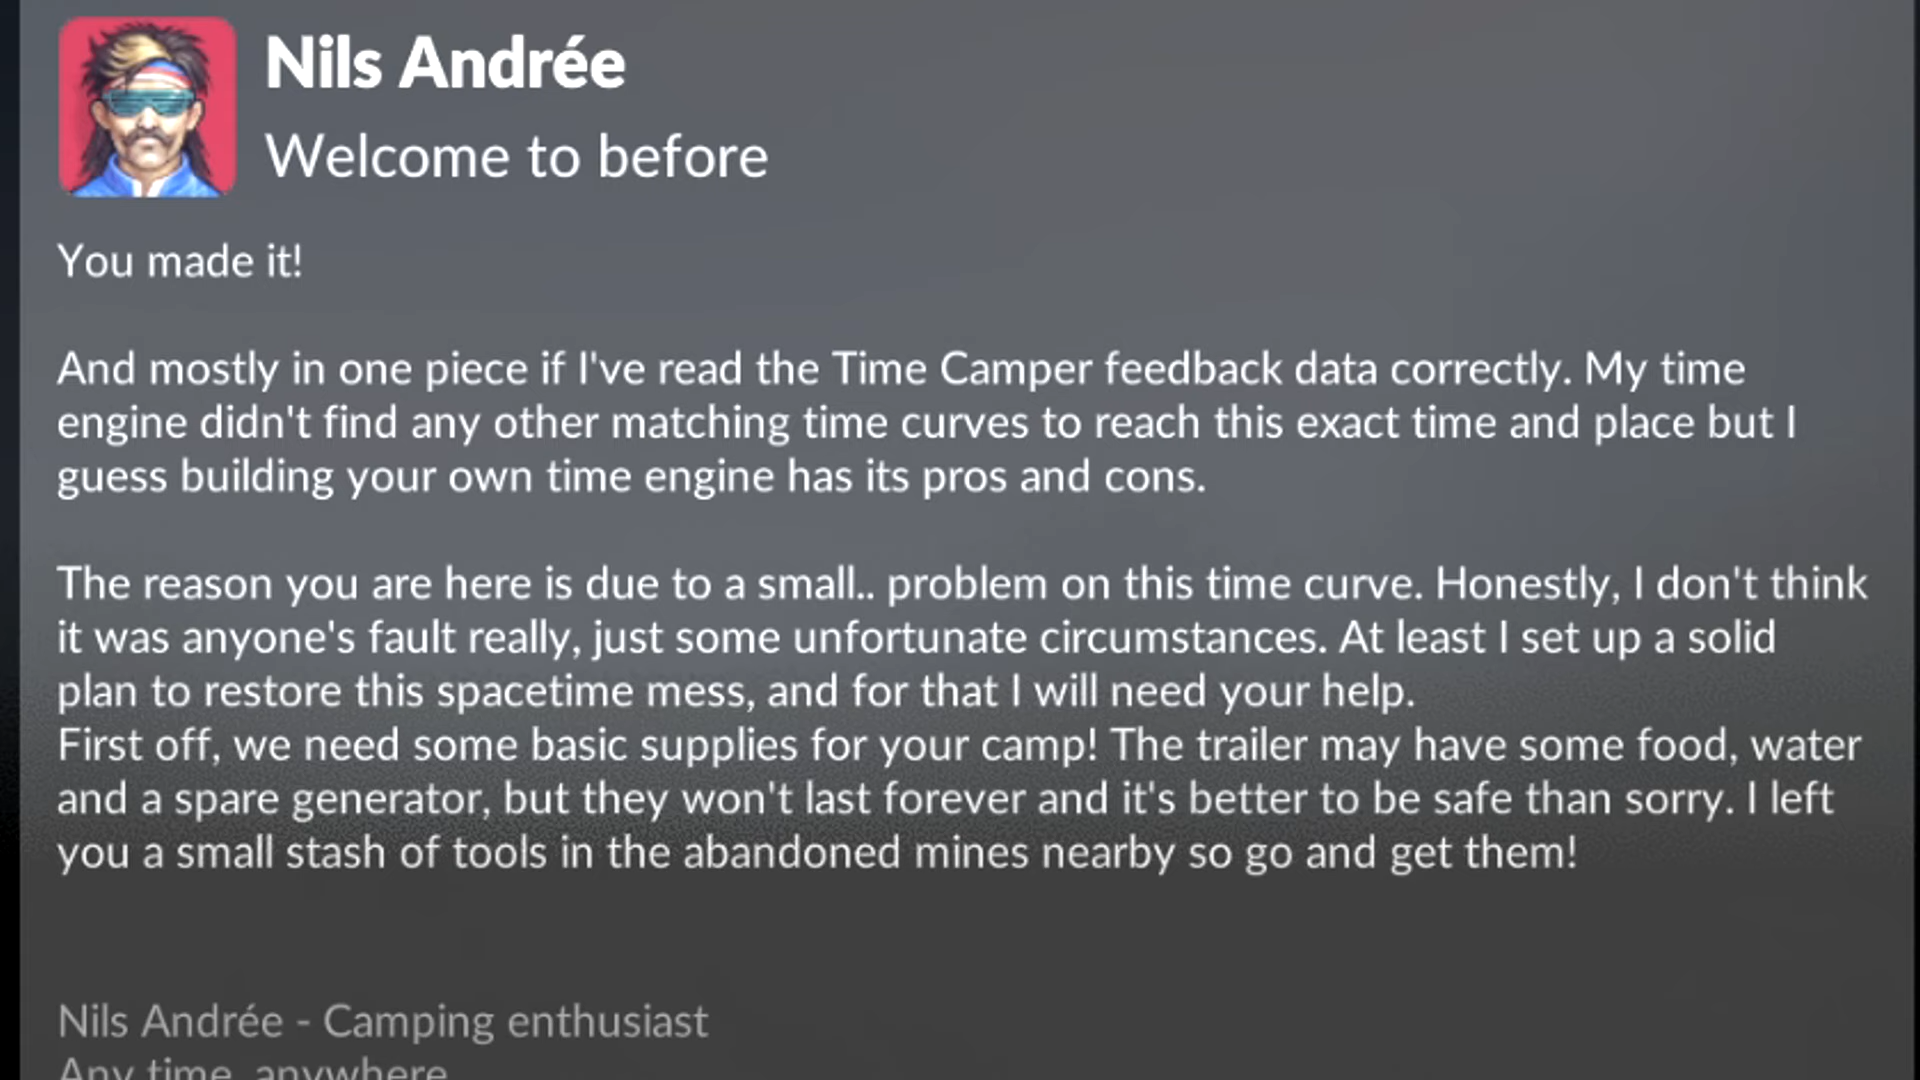 Nils Andrée
Welcome to before
You made it!
And mostly in one piece if I've read the Time Camper feedback data correctly. My time
engine didn't find any other matching time curves to reach this exact time and place but I
guess building your own time engine has its pros and cons.
The reason you are here is due to a small.. problem on this time curve. Honestly, I don't think
it was anyone's fault really, just some unfortunate circumstances. At least I set up a solid
plan to restore this spacetime mess, and for that I will need your help.
First off, we need some basic supplies for your camp! The trailer may have some food, water
and a spare generator, but they won't last forever and it's better to be safe than sorry. I left
you a small stash of tools in the abandoned mines nearby so go and get them!
Nils Andrée - Camping enthusiast
Any time, anywhere